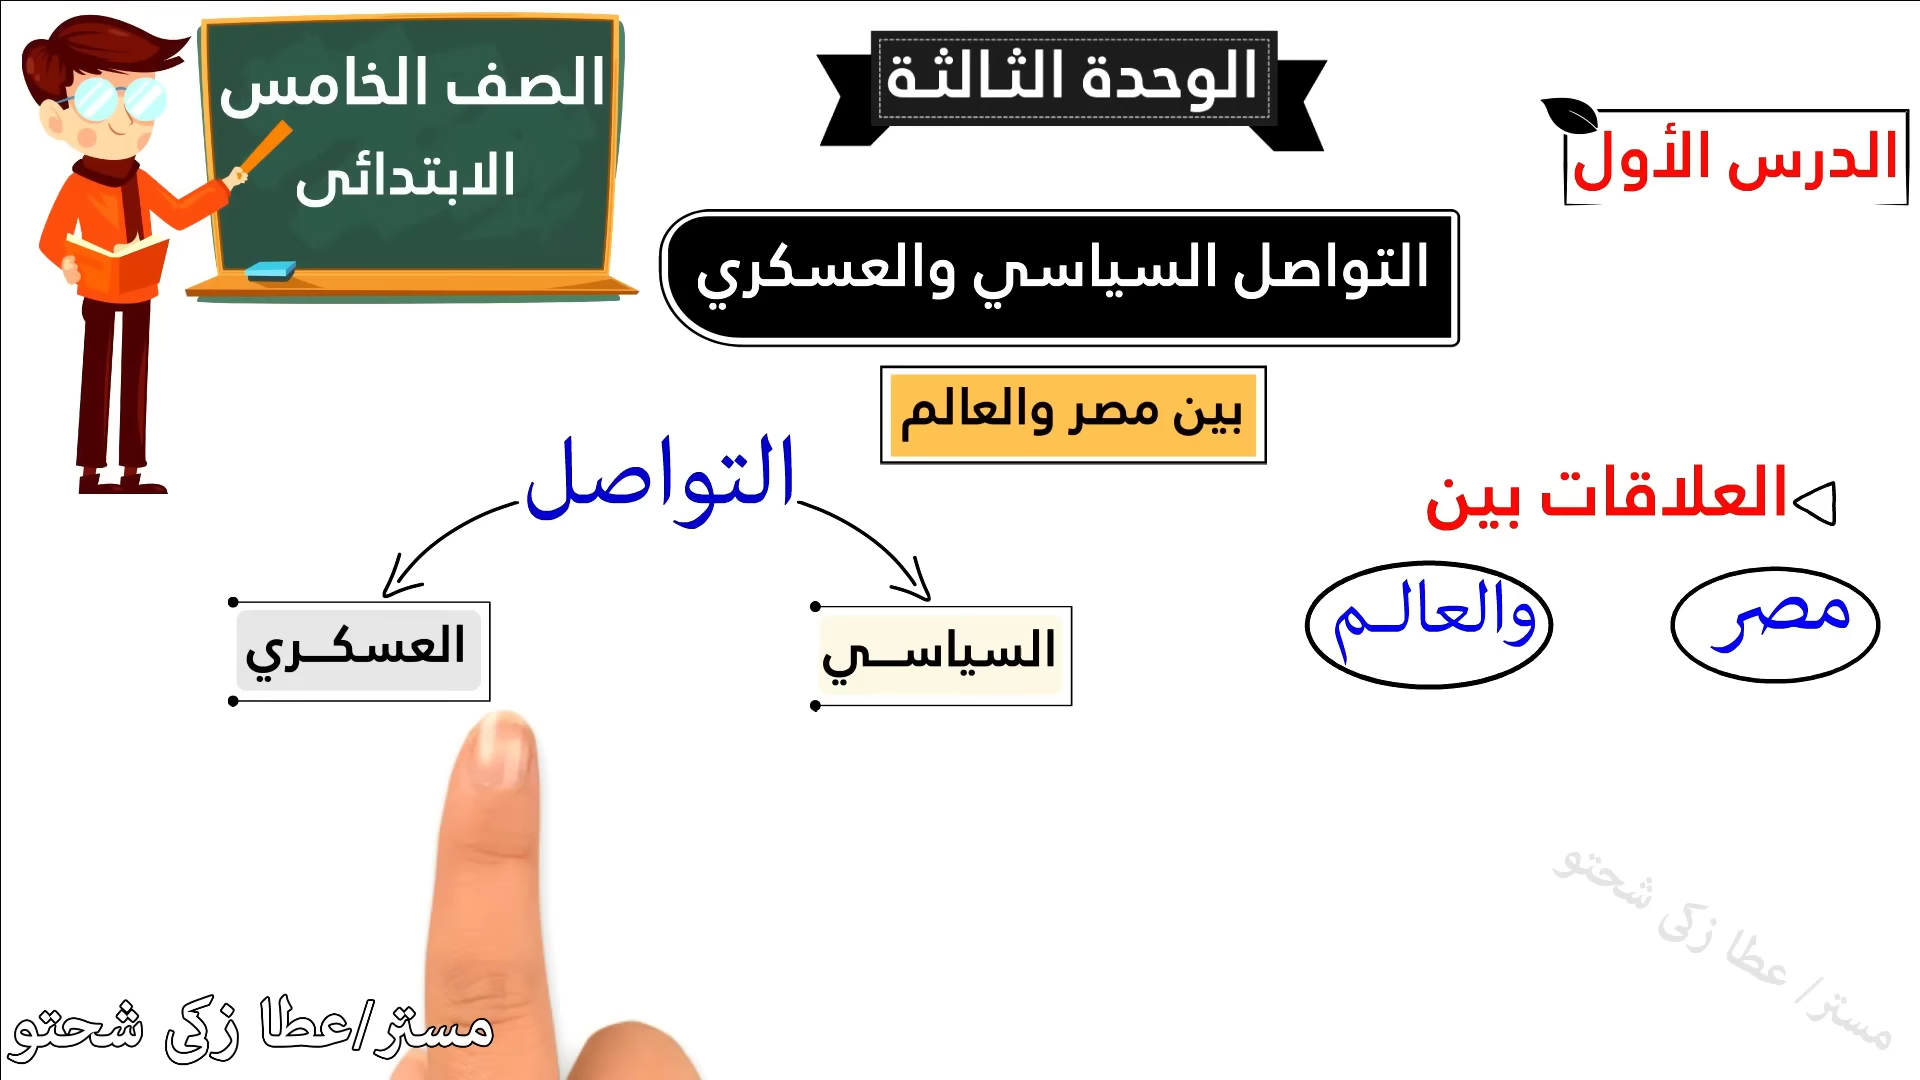 الصف الخامس
الابتدائى
الوحدة الثالثة
الدرس الأول
التواصل السياسي والعسكري
بين مصر والعالم
العلاقات بين
مصر
والعالم
التواصل
السياسي
العسكري
مستر/ عطا زكى شحتو
مستر/عطا زكى شحتو